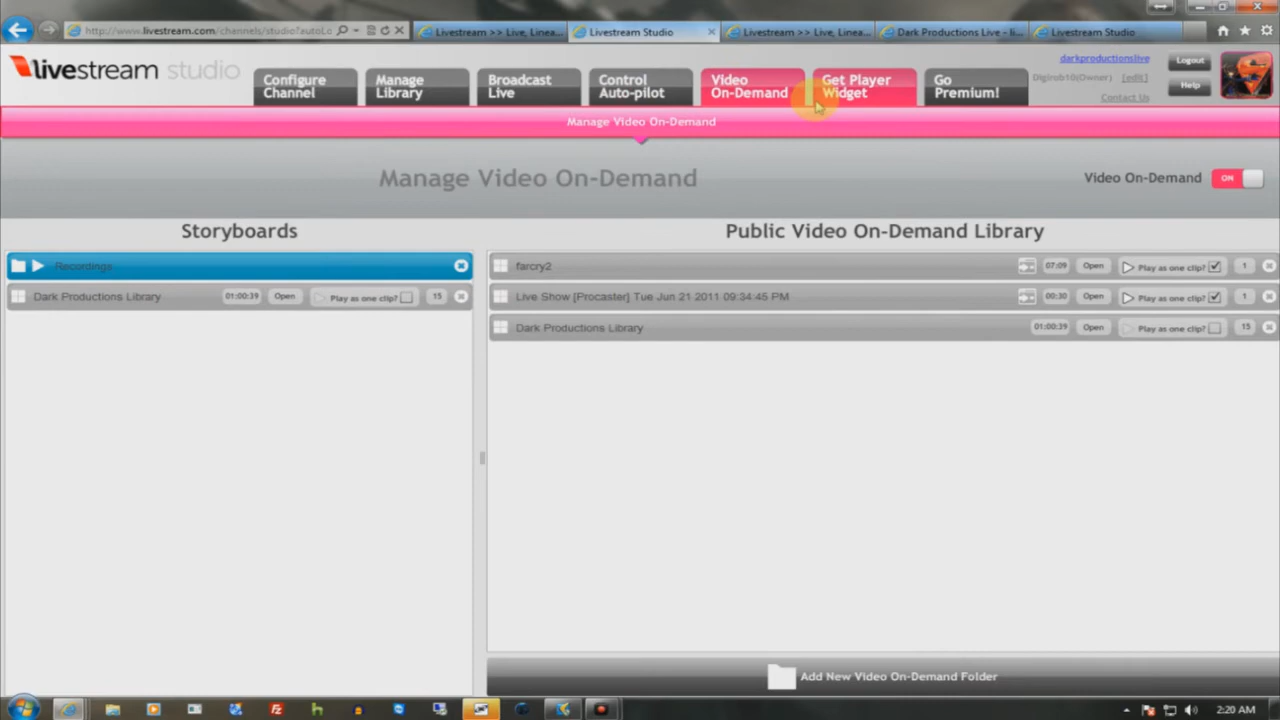 http://www.livestream.com/channels/studio?autoLo
Livestream >> Live, Linea...
Livestream Studio
Livestream >> Live, Linea...
Dark Productions Live - li...
Livestream Studio
livestream studio
Configure Channel
Manage Library
Broadcast Live
Control Auto-pilot
Video On-Demand
Get Player Widget
Go Premium!
darkproductionslive
Digirob10(Owner) [edit]
Contact Us
Logout
Help
Manage Video On-Demand
Manage Video On-Demand
Video On-Demand ON
Storyboards
Public Video On-Demand Library
Recordings
Dark Productions Library 01:00:39 Open Play as one clip? 15
farcry2 07:09 Open Play as one clip? 1
Live Show [Procaster] Tue Jun 21 2011 09:34:45 PM 00:30 Open Play as one clip? 1
Dark Productions Library 01:00:39 Open Play as one clip? 15
Add New Video On-Demand Folder
2:20 AM